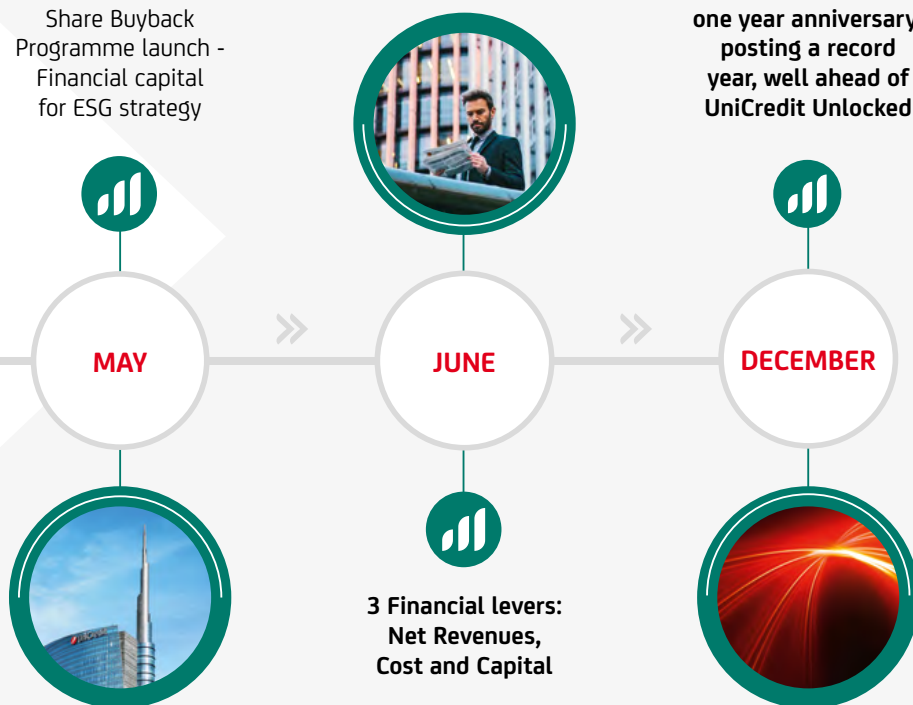 Share Buyback
Programme launch -
Financial capital
for ESG strategy
one year anniversary
posting a record
year, well ahead of
UniCredit Unlocked
MAY
JUNE
DECEMBER
3 Financial levers:
Net Revenues,
Cost and Capital